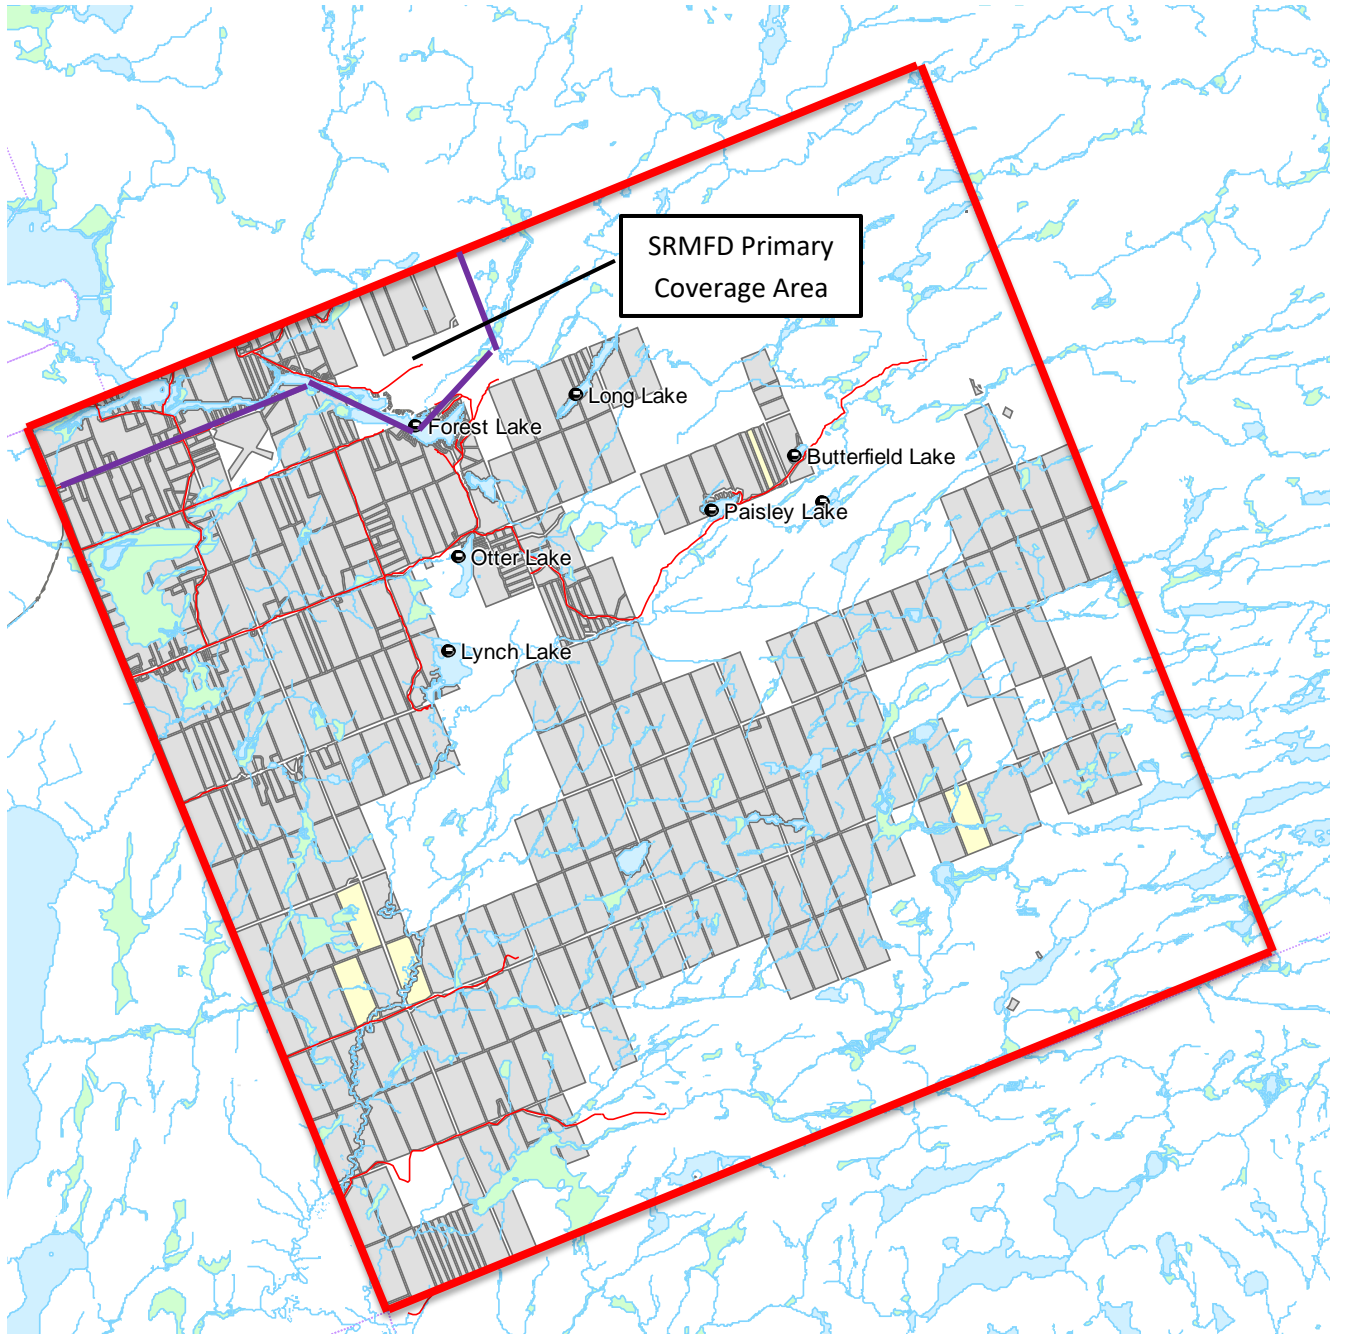 SRMFD Primary
Coverage Area
Long Lake
Forest Lake
Butterfield Lake
Paisley Lake
Otter Lake
Lynch Lake